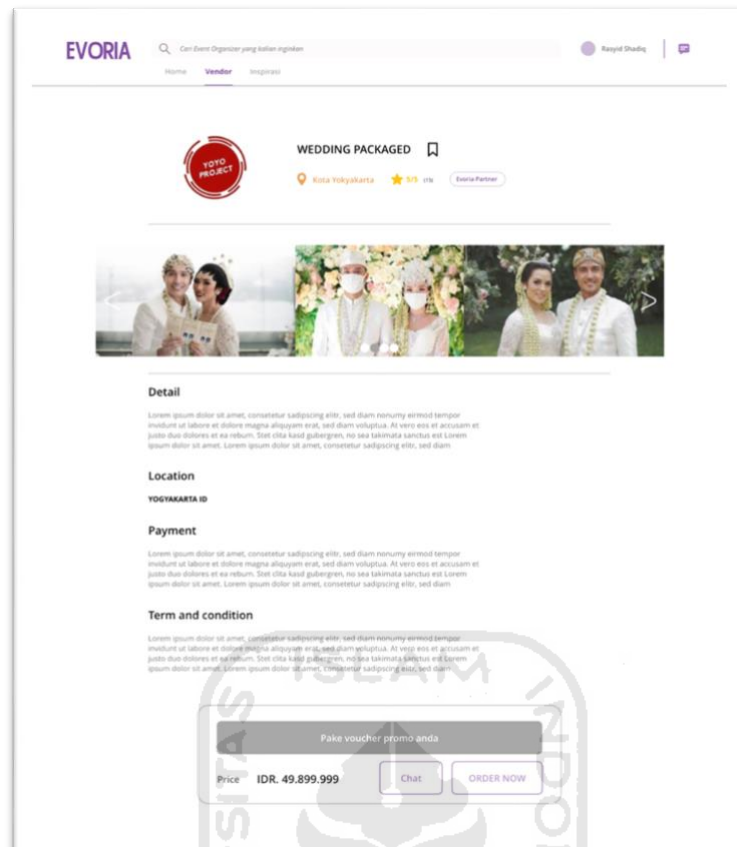 EVORIA
Cari Event Organizer yang kalian inginkan
Rasyid Shadiq
Home Vendor Inspirasi
YOYO
PROJECT
WEDDING PACKAGED
Kota Yokyakarta 5/5 Evoria Partner
Detail
Lorem ipsum dolor sit amet, consetetur sadipscing elitr, sed diam nonumy eirmod tempor
invidunt ut labore et dolore magna aliquyam erat, sed diam voluptua. At vero eos et accusam et
justo duo dolores et ea rebum. Stet clita kasd gubergren, no sea takimata sanctus est Lorem
ipsum dolor sit amet. Lorem ipsum dolor sit amet, consetetur sadipscing elitr, sed diam
Location
YOGYAKARTA ID
Payment
Lorem ipsum dolor sit amet, consetetur sadipscing elitr, sed diam nonumy eirmod tempor
invidunt ut labore et dolore magna aliquyam erat, sed diam voluptua. At vero eos et accusam et
justo duo dolores et ea rebum. Stet clita kasd gubergren, no sea takimata sanctus est Lorem
ipsum dolor sit amet. Lorem ipsum dolor sit amet, consetetur sadipscing elitr, sed diam
Term and condition
Lorem ipsum dolor sit amet, consetetur sadipscing elitr, sed diam nonumy eirmod tempor
invidunt ut labore et dolore magna aliquyam erat, sed diam voluptua. At vero eos et accusam et
justo duo dolores et ea rebum. Stet clita kasd gubergren, no sea takimata sanctus est Lorem
ipsum dolor sit amet. Lorem ipsum dolor sit amet, consetetur sadipscing elitr, sed diam
ISLAM
Pake voucher promo anda
Price IDR. 49.899.999 Chat ORDER NOW